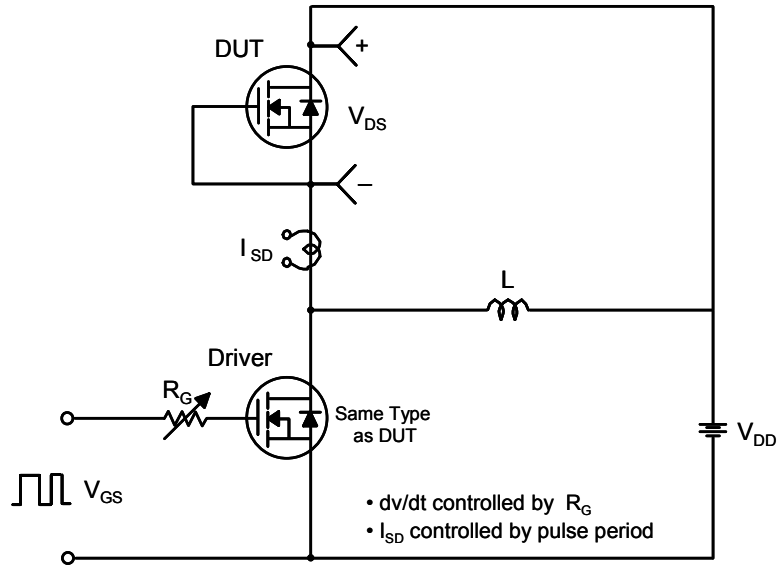 DUT
+
V_DS
−
I_SD
L
Driver
R_G
Same Type
as DUT
V_DD
V_GS
• dv/dt controlled by R_G
• I_SD controlled by pulse period